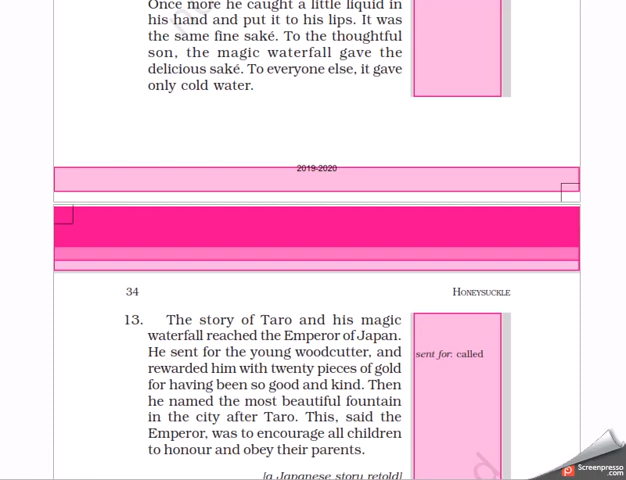 Once more he caught a little liquid in
his hand and put it to his lips. It was
the same fine saké. To the thoughtful
son, the magic waterfall gave the
delicious saké. To everyone else, it gave
only cold water.
2019-2020
34 HONEYSUCKLE
13. The story of Taro and his magic
waterfall reached the Emperor of Japan.
He sent for the young woodcutter, and
sent for: called
rewarded him with twenty pieces of gold
for having been so good and kind. Then
he named the most beautiful fountain
in the city after Taro. This, said the
Emperor, was to encourage all children
to honour and obey their parents.
[a Japanese story retold]
Screenpresso
.com